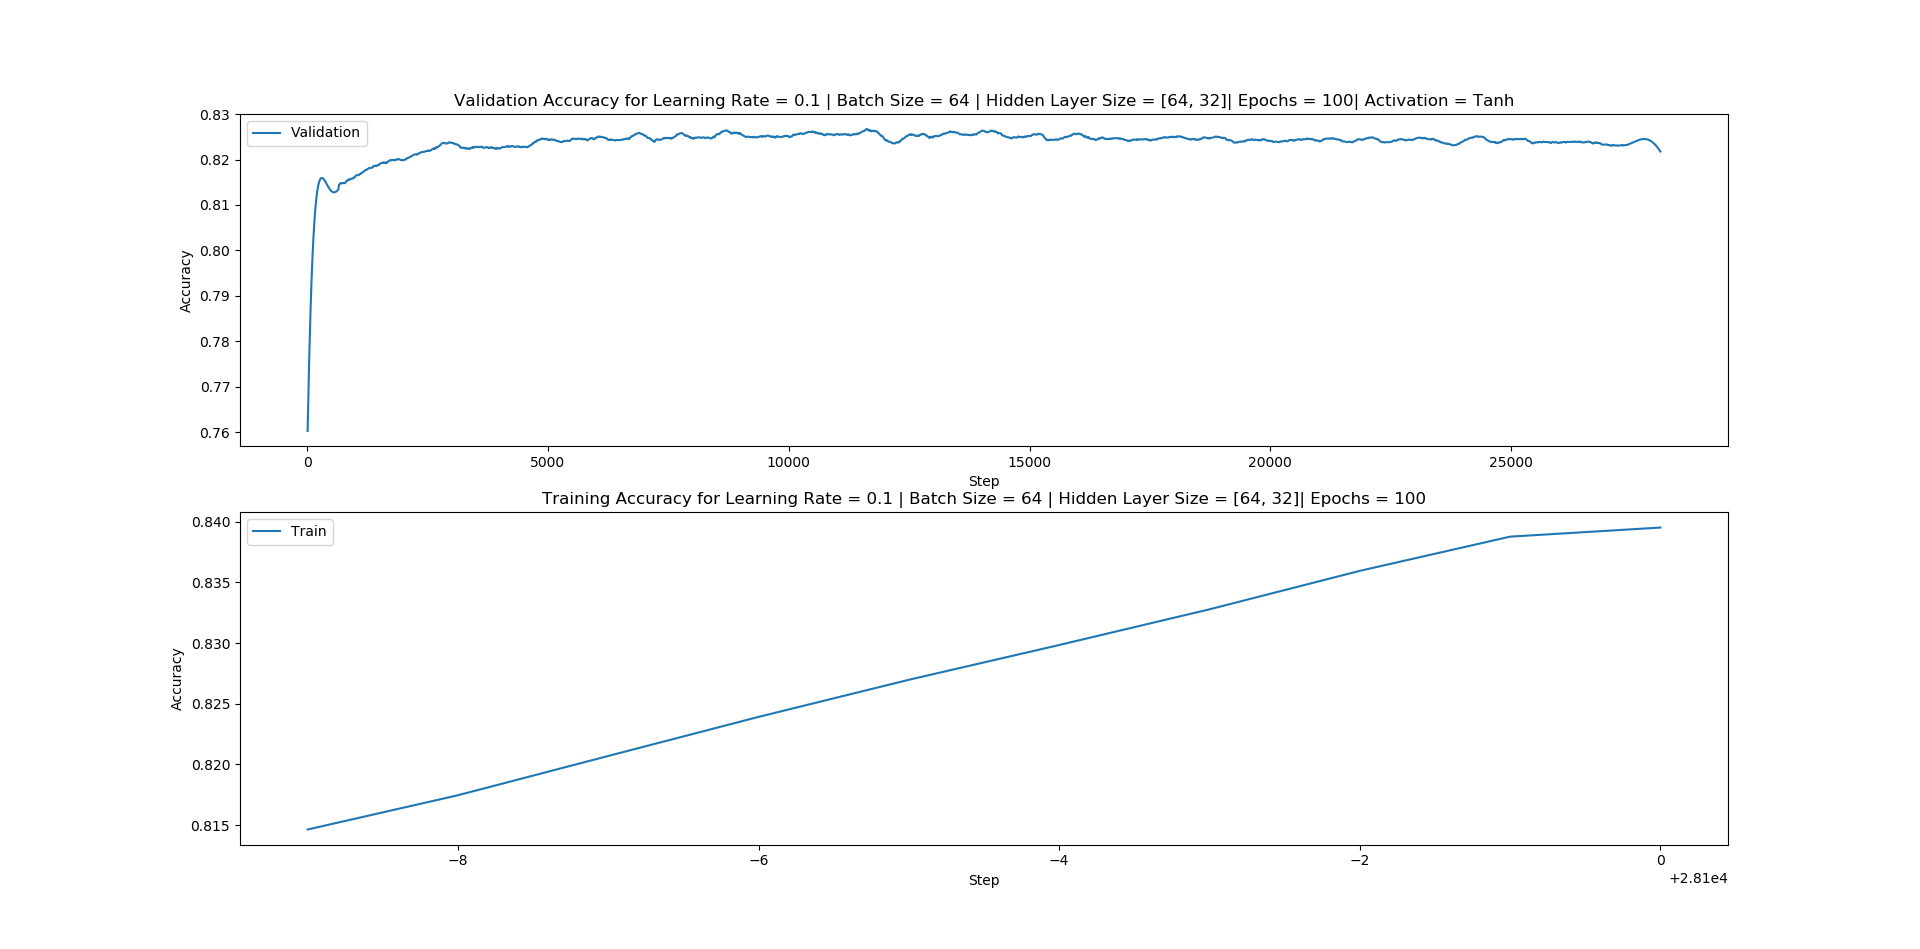 Validation Accuracy for Learning Rate = 0.1 | Batch Size = 64 | Hidden Layer Size = [64, 32]| Epochs = 100| Activation = Tanh
0.83
0.82
0.81
0.80
0.79
0.78
0.77
0.76
Accuracy
Validation
0
5000
10000
15000
20000
25000
Step
Training Accuracy for Learning Rate = 0.1 | Batch Size = 64 | Hidden Layer Size = [64, 32]| Epochs = 100
0.840
0.835
0.830
0.825
0.820
0.815
Accuracy
Train
−8
−6
−4
−2
0
Step
+2.81e4